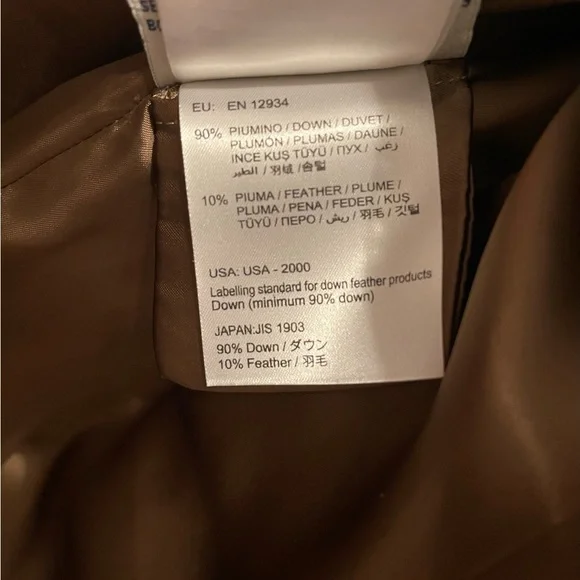 EU: EN 12934
90% PIUMINO / DOWN / DUVET /
PLUMÓN / PLUMAS / DAUNE /
INCE KUŞ TÜYÜ / ПУХ / زغب
الطيور / 羽绒 / 솜털
10% PIUMA / FEATHER / PLUME /
PLUMA / PENA / FEDER / KUŞ
TÜYÜ / ПЕРО / ريش / 羽毛 / 깃털
USA: USA - 2000
Labelling standard for down feather products
Down (minimum 90% down)
JAPAN:JIS 1903
90% Down / ダウン
10% Feather / 羽毛